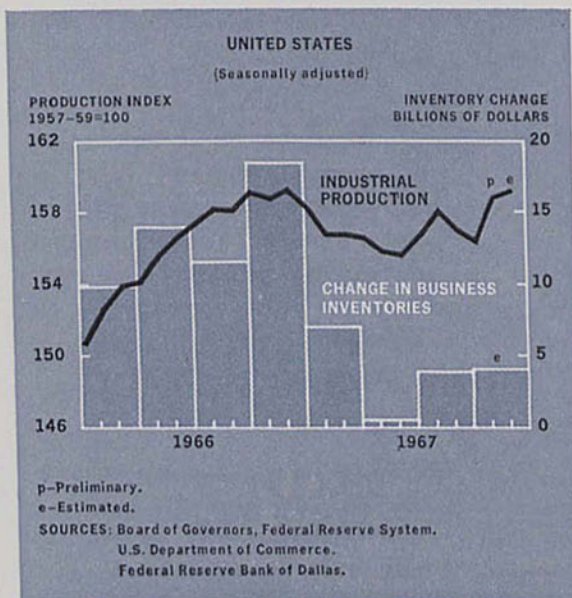 UNITED STATES
(Seasonally adjusted)
PRODUCTION INDEX
1957-59=100
INVENTORY CHANGE
BILLIONS OF DOLLARS
162
20
INDUSTRIAL
PRODUCTION
p e
158
15
154
10
CHANGE IN BUSINESS
INVENTORIES
150
5
e
146
0
1966
1967
p–Preliminary.
e–Estimated.
SOURCES: Board of Governors, Federal Reserve System.
U.S. Department of Commerce.
Federal Reserve Bank of Dallas.